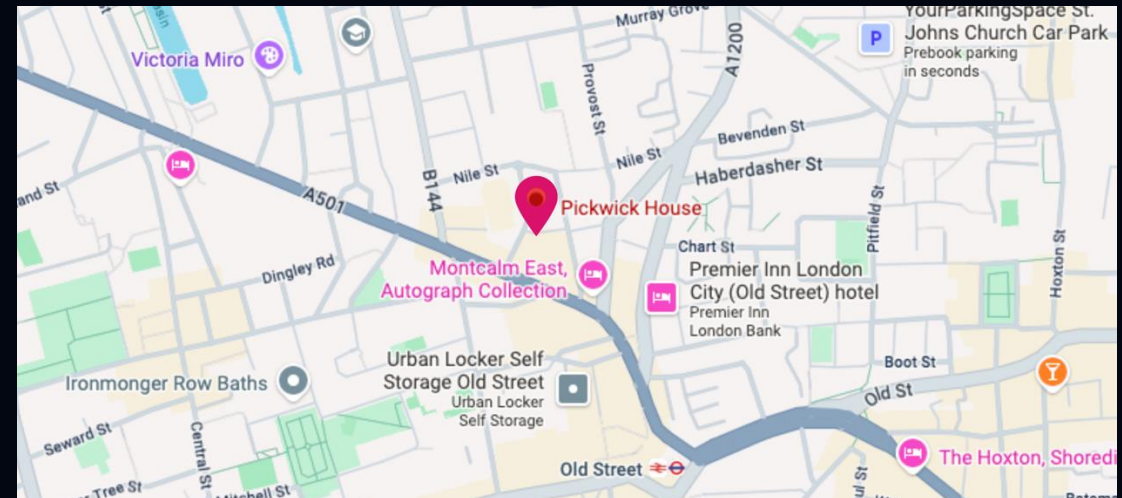 Murray Grove
YourParkingSpace St.
Johns Church Car Park
Prebook parking
in seconds
Victoria Miro
A1200
Provost St
Bevenden St
Nile St
Nile St
Haberdasher St
B144
A501
Pickwick House
Pitfield St
Chart St
Hoxton St
Dingley Rd
Montcalm East,
Autograph Collection
Premier Inn London
City (Old Street) hotel
Premier Inn
London Bank
Urban Locker Self
Storage Old Street
Urban Locker
Self Storage
Ironmonger Row Baths
Boot St
Old St
Seward St
Central St
Old Street
The Hoxton, Shoredi
Tree St
Mitchell St